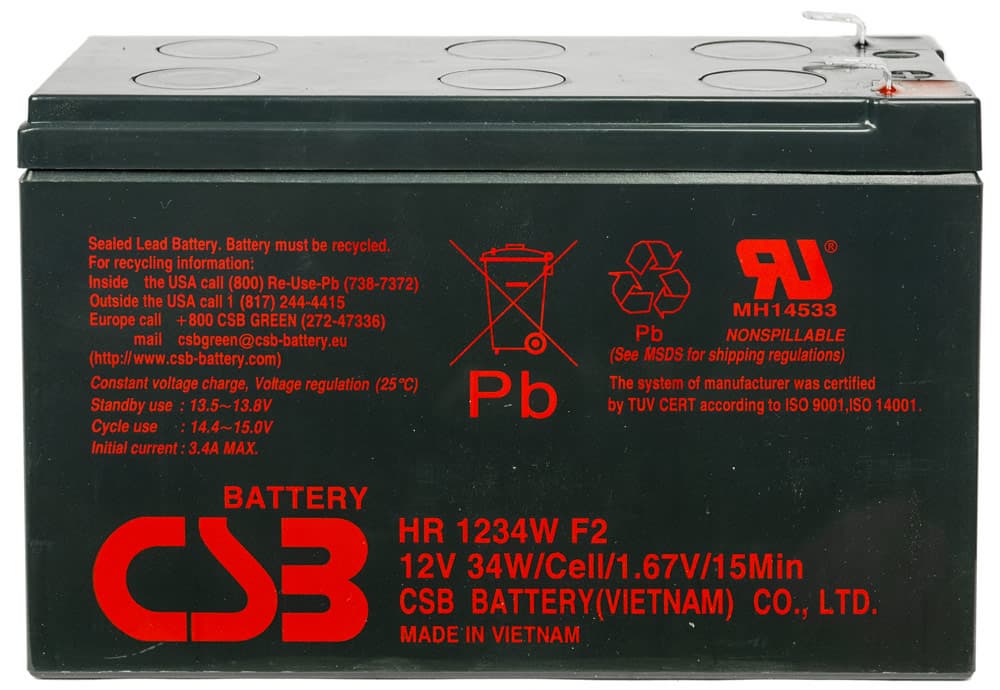 Sealed Lead Battery. Battery must be recycled.
For recycling information:
Inside the USA call (800) Re-Use-Pb (738-7372)
Outside the USA call 1 (817) 244-4415
Europe call +800 CSB GREEN (272-47336)
mail csbgreen@csb-battery.eu
(http://www.csb-battery.com)
Constant voltage charge, Voltage regulation (25°C)
Standby use : 13.5~13.8V
Cycle use : 14.4~15.0V
Initial current : 3.4A MAX.
Pb
Pb
RU®
MH14533
NONSPILLABLE
(See MSDS for shipping regulations)
The system of manufacturer was certified
by TUV CERT according to ISO 9001,ISO 14001.
BATTERY
CSB
HR 1234W F2
12V 34W/Cell/1.67V/15Min
CSB BATTERY(VIETNAM) CO., LTD.
MADE IN VIETNAM